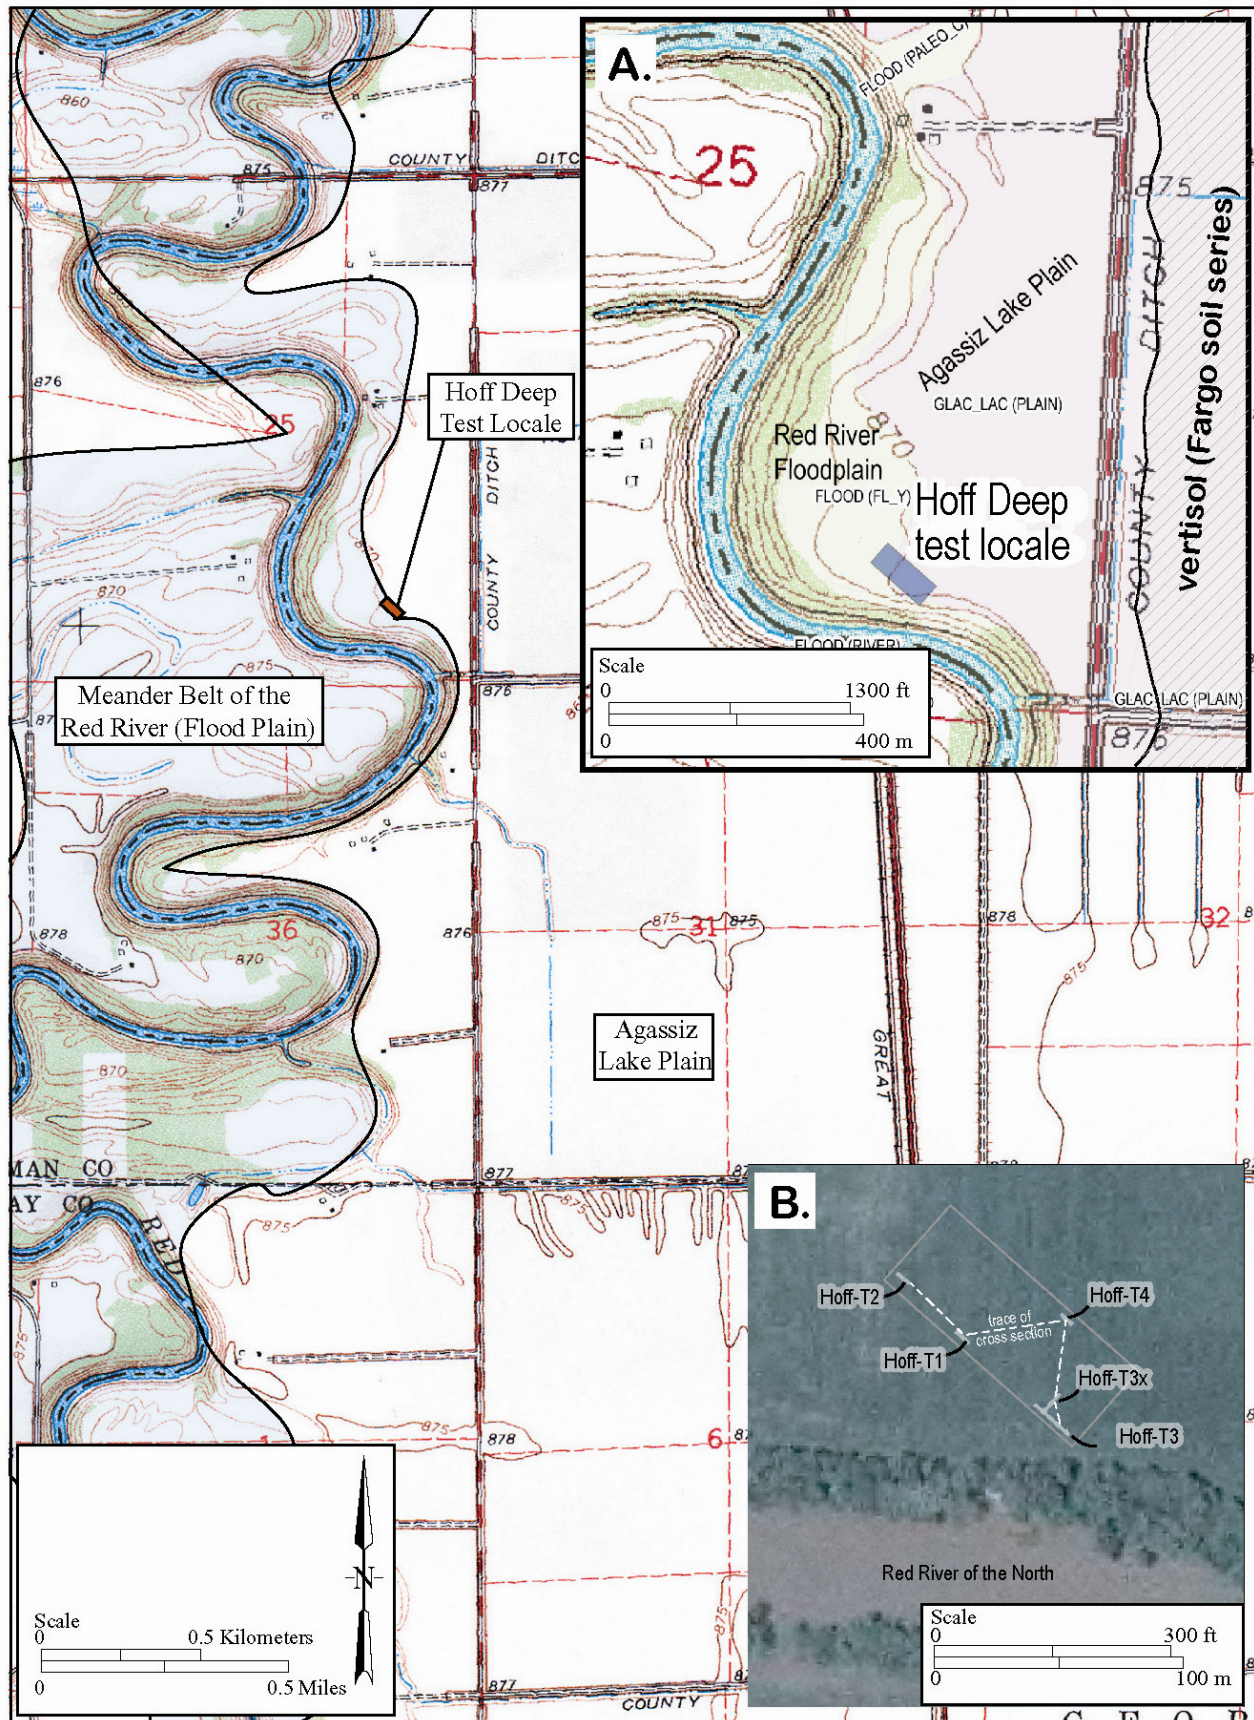 860
875
COUNTY
DITC
877
876
25
Hoff Deep
Test Locale
DITCH
COUNTY
870
870
875
876
Meander Belt of the
Red River (Flood Plain)
878
36
870
876
875
31
875
878
32
875
Agassiz
Lake Plain
GREAT
870
MAN CO
AY CO
877
RED
875
875
875
878
6
875
877
COUNTY
Scale
0
0.5 Kilometers
0
0.5 Miles
N
A.
FLOOD (PALEO_C)
25
875
Agassiz Lake Plain
GLAC_LAC (PLAIN)
870
Red River
Floodplain
FLOOD (FL_Y)
Hoff Deep
test locale
COUNTY DITCH
vertisol (Fargo soil series)
FLOOD (RIVER)
GLAC_LAC (PLAIN)
876
Scale
0
1300 ft
0
400 m
B.
Hoff-T2
Hoff-T4
trace of
cross section
Hoff-T1
Hoff-T3x
Hoff-T3
Red River of the North
Scale
0
300 ft
0
100 m